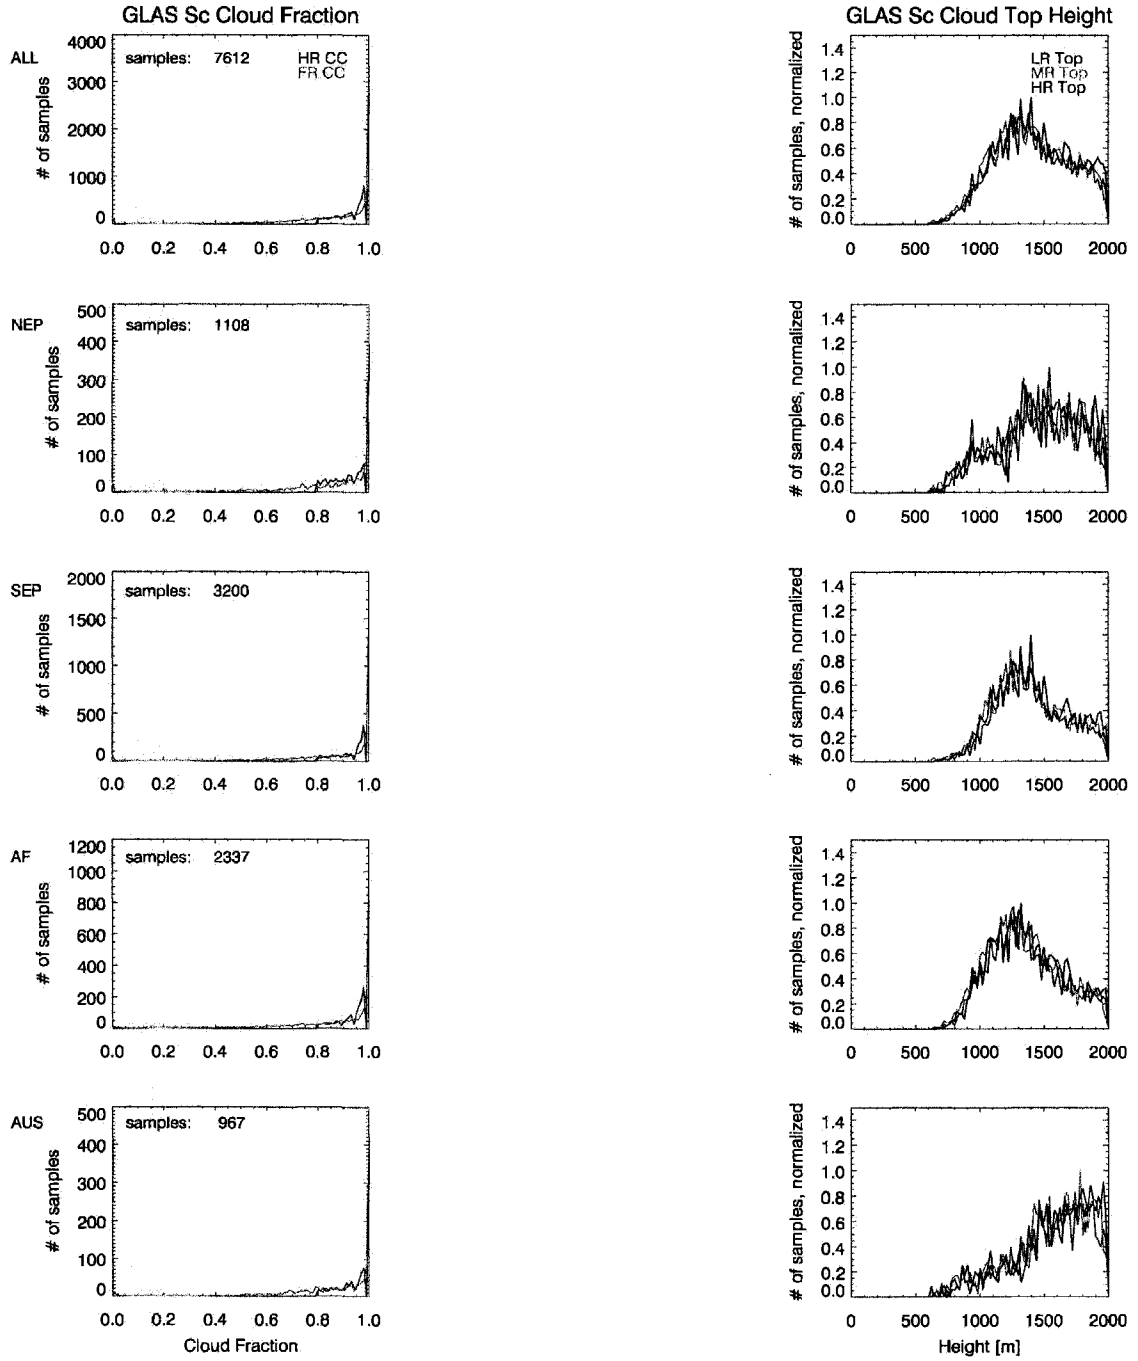 GLAS Sc Cloud Fraction
ALL
# of samples
4000
3000
2000
1000
0
samples: 7612
HR CC
FR CC
0.0 0.2 0.4 0.6 0.8 1.0
GLAS Sc Cloud Top Height
# of samples, normalized
1.4
1.2
1.0
0.8
0.6
0.4
0.2
0.0
LR Top
MR Top
HR Top
0 500 1000 1500 2000
NEP
# of samples
500
400
300
200
100
0
samples: 1108
0.0 0.2 0.4 0.6 0.8 1.0
# of samples, normalized
1.4
1.2
1.0
0.8
0.6
0.4
0.2
0.0
0 500 1000 1500 2000
SEP
# of samples
2000
1500
1000
500
0
samples: 3200
0.0 0.2 0.4 0.6 0.8 1.0
# of samples, normalized
1.4
1.2
1.0
0.8
0.6
0.4
0.2
0.0
0 500 1000 1500 2000
AF
# of samples
1200
1000
800
600
400
200
0
samples: 2337
0.0 0.2 0.4 0.6 0.8 1.0
# of samples, normalized
1.4
1.2
1.0
0.8
0.6
0.4
0.2
0.0
0 500 1000 1500 2000
AUS
# of samples
500
400
300
200
100
0
samples: 967
0.0 0.2 0.4 0.6 0.8 1.0
Cloud Fraction
# of samples, normalized
1.4
1.2
1.0
0.8
0.6
0.4
0.2
0.0
0 500 1000 1500 2000
Height [m]